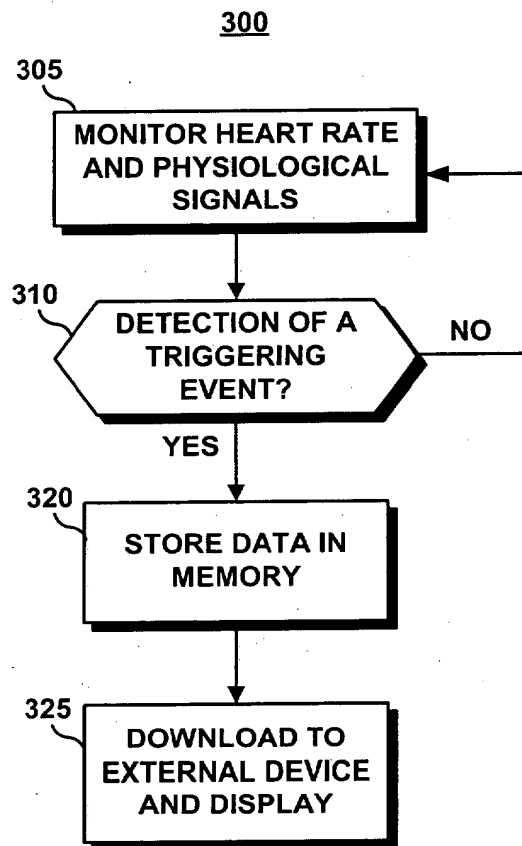 300
305
MONITOR HEART RATE
AND PHYSIOLOGICAL
SIGNALS
310
DETECTION OF A
TRIGGERING
EVENT?
NO
YES
320
STORE DATA IN
MEMORY
325
DOWNLOAD TO
EXTERNAL DEVICE
AND DISPLAY